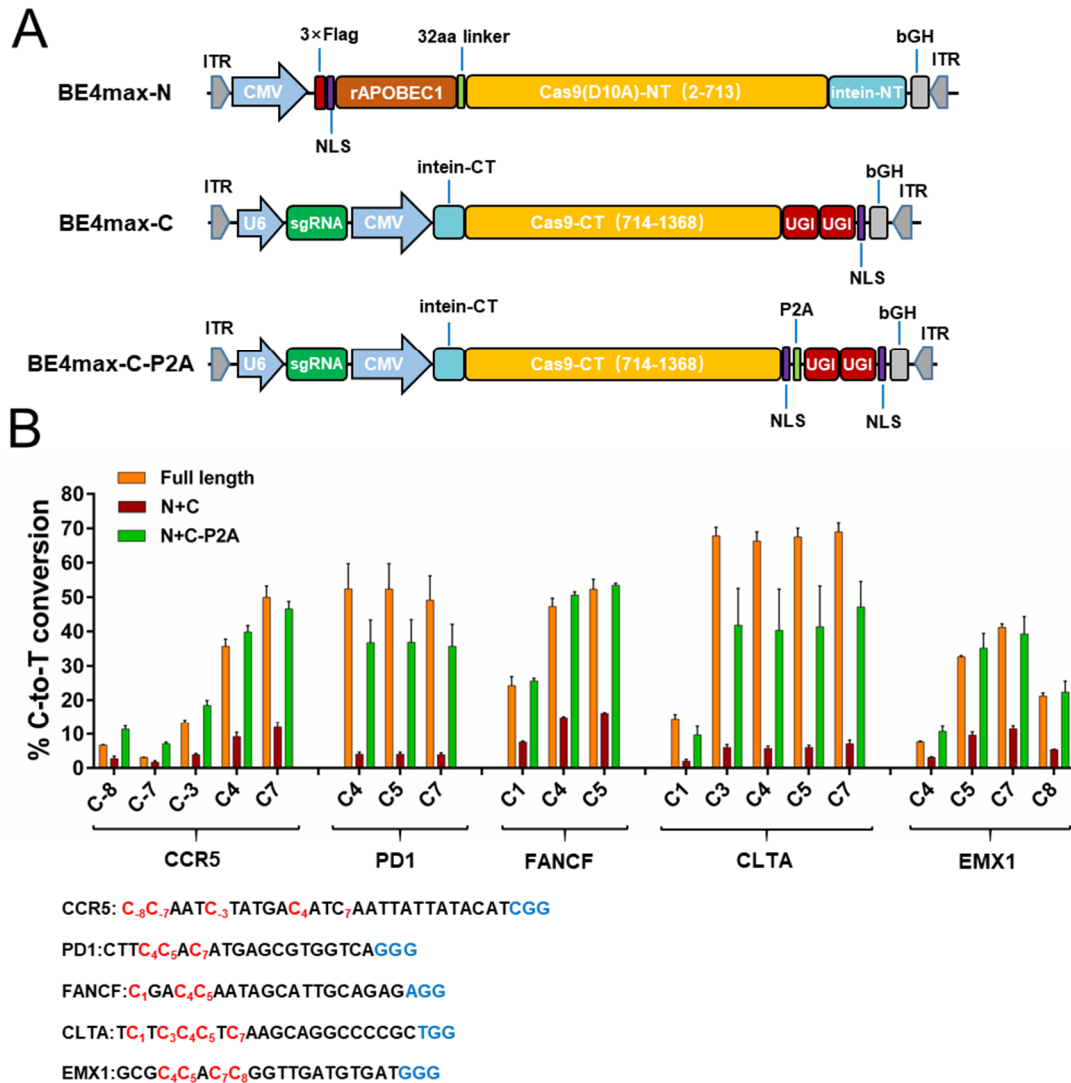 A
3×Flag
32aa linker
bGH
ITR
ITR
BE4max-N
CMV
rAPOBEC1
Cas9(D10A)-NT (2-713)
intein-NT
NLS
intein-CT
bGH
ITR
ITR
BE4max-C
U6
sgRNA
CMV
Cas9-CT (714-1368)
UGI
UGI
NLS
intein-CT
P2A
bGH
ITR
ITR
BE4max-C-P2A
U6
sgRNA
CMV
Cas9-CT (714-1368)
UGI
UGI
NLS
NLS
B
Full length
N+C
N+C-P2A
% C-to-T conversion
80
70
60
50
40
30
20
10
0
C-8
C-7
C-3
C4
C7
C4
C5
C7
C1
C4
C5
C1
C3
C4
C5
C7
C4
C5
C7
C8
CCR5
PD1
FANCF
CLTA
EMX1
CCR5: C-8C-7AATC-3TATGAC4ATC7AATTATTATACATCGG
PD1:CTTC4C5AC7ATGAGCGTGGTCAGGG
FANCF:C1GAC4C5AATAGCATTGCAGAGAGG
CLTA:TC1TC3C4C5TC7AAGCAGGCCCCGCTGG
EMX1:GCGC4C5AC7C8GGTTGATGTGATGGG